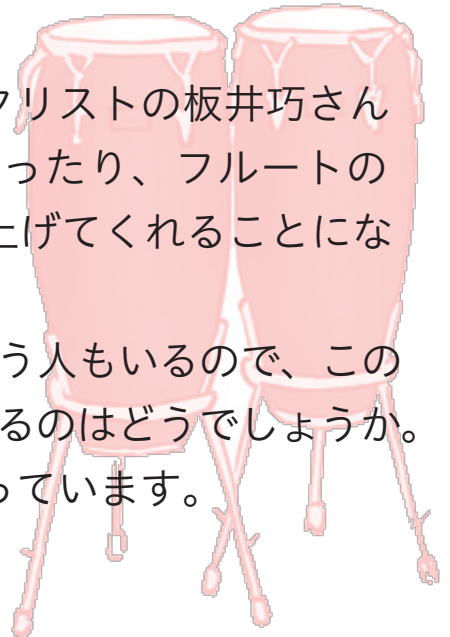 リストの板井巧さん
ったり、フルートの
げてくれることにな
う人もいるので、この
るのはどうでしょうか。
っています。